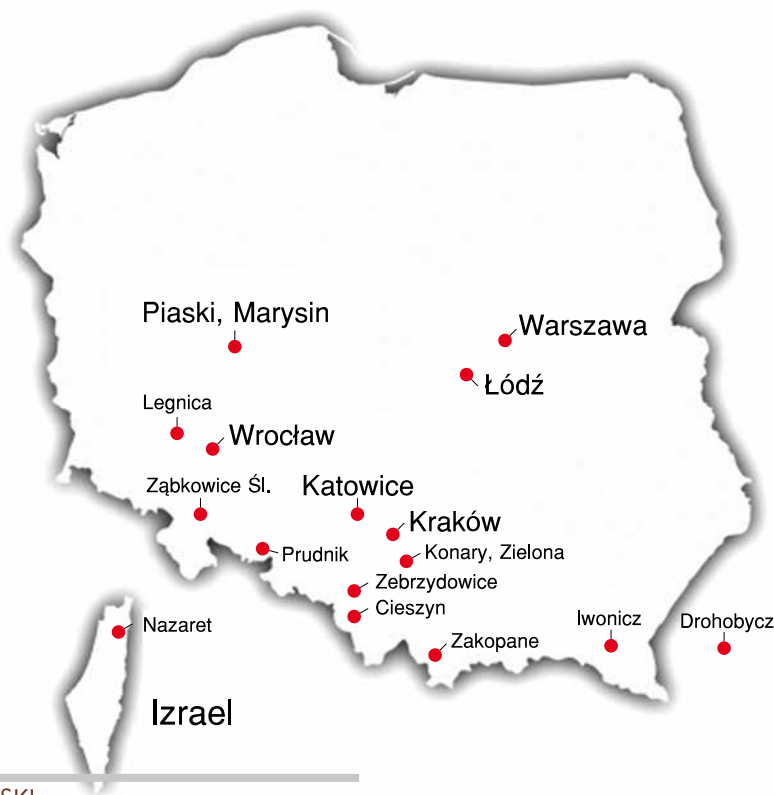 Piaski, Marysin
Warszawa
Łódź
Legnica
Wrocław
Ząbkowice Śl.
Katowice
Kraków
Prudnik
Konary, Zielona
Zebrzydowice
Cieszyn
Iwonicz
Drohobycz
Nazaret
Zakopane
Izrael